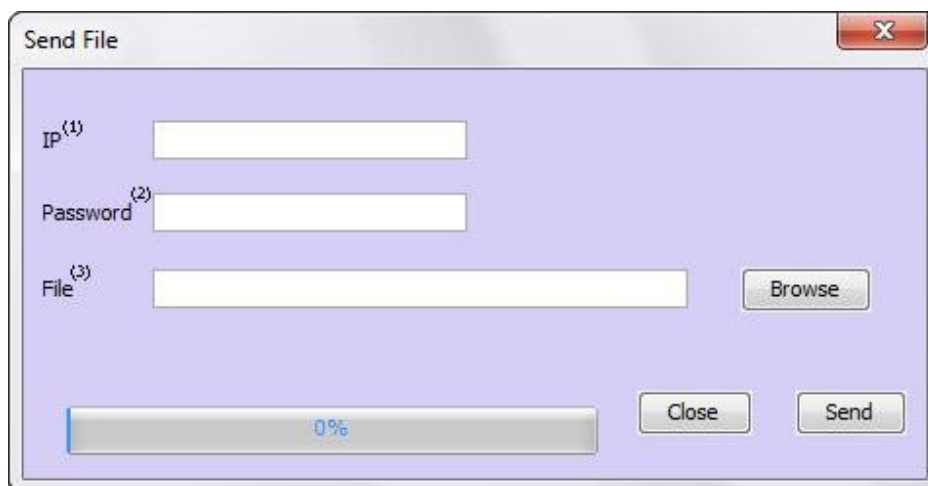 Send File
IP(1)
Password(2)
File(3)
Browse
0%
Close
Send